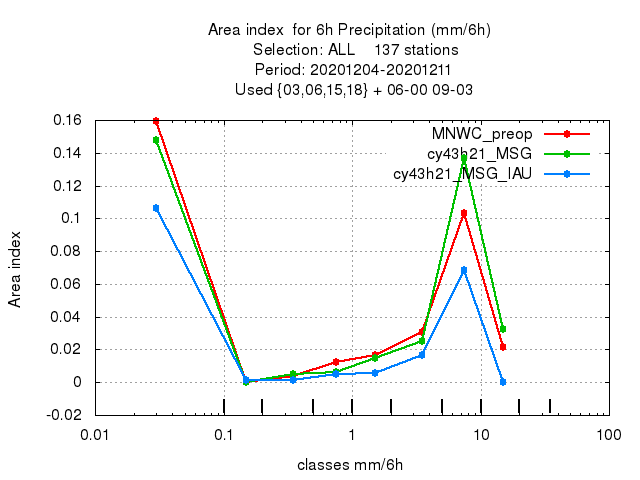 Area index  for 6h Precipitation (mm/6h)
Selection: ALL    137 stations
Period: 20201204-20201211
Used {03,06,15,18} + 06-00 09-03
MNWC_preop
cy43h21_MSG
cy43h21_MSG_IAU
0.16
0.14
0.12
0.1
0.08
0.06
0.04
0.02
0
-0.02
Area index
0.01 0.1 1 10 100
classes mm/6h